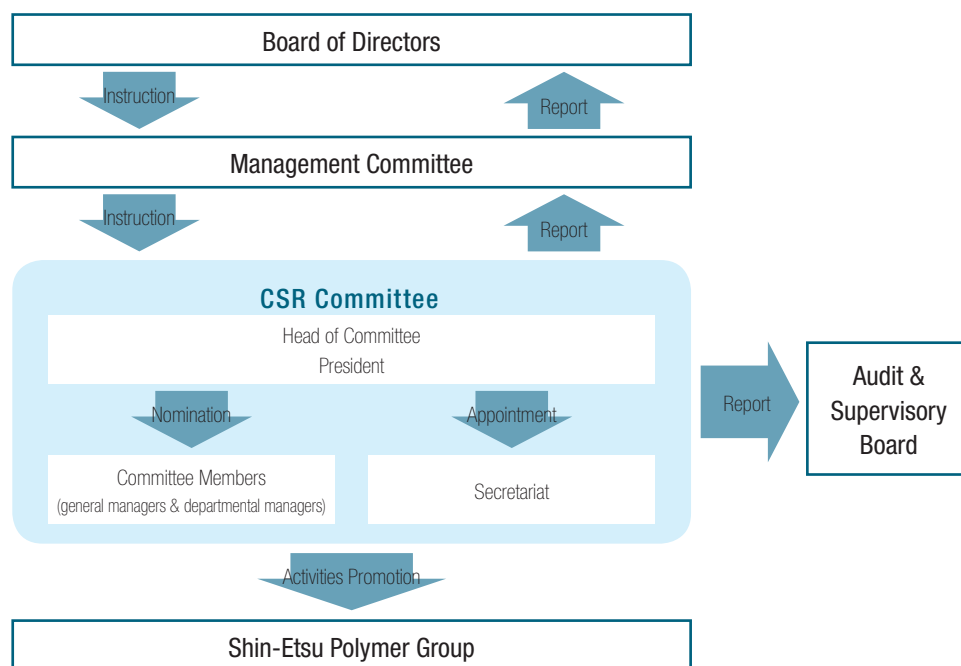 Board of Directors
Instruction
Report
Management Committee
Instruction
Report
CSR Committee
Head of Committee
President
Nomination
Appointment
Committee Members
(general managers & departmental managers)
Secretariat
Report
Audit &
Supervisory
Board
Activities Promotion
Shin-Etsu Polymer Group